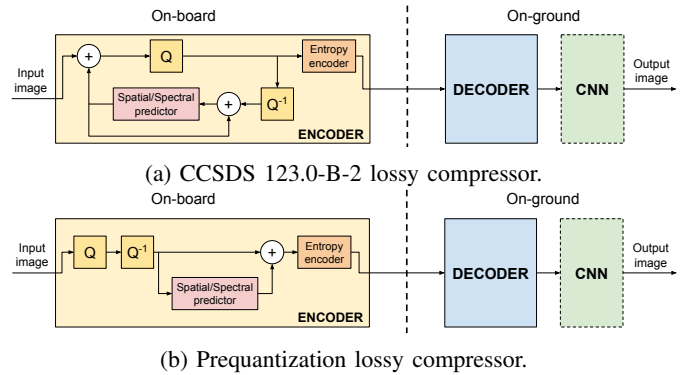 On-board
On-ground
Input
image
+
Q
Entropy
encoder
Spatial/Spectral
predictor
+
Q-1
ENCODER
DECODER
CNN
Output
image
(a) CCSDS 123.0-B-2 lossy compressor.
On-board
On-ground
Input
image
Q
Q-1
+
Entropy
encoder
Spatial/Spectral
predictor
ENCODER
DECODER
CNN
Output
image
(b) Prequantization lossy compressor.